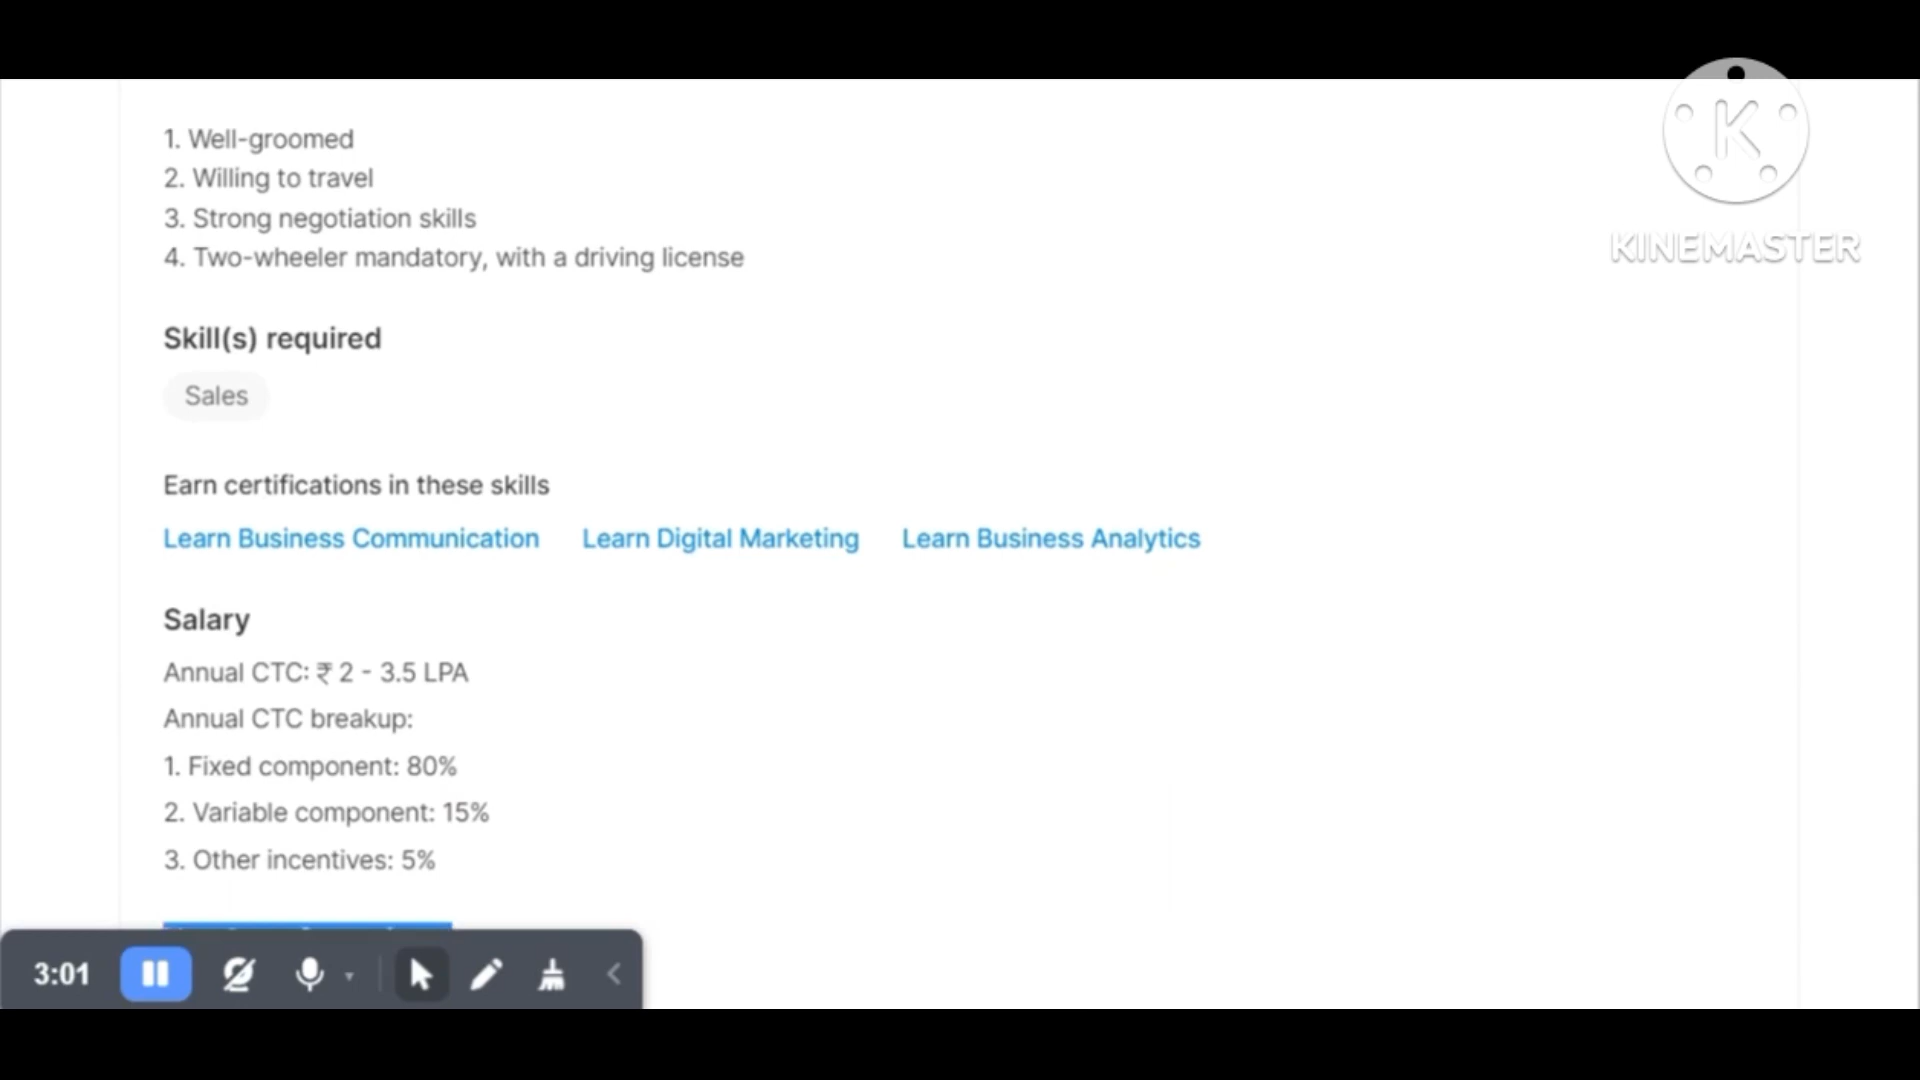 1. Well-groomed
2. Willing to travel
3. Strong negotiation skills
4. Two-wheeler mandatory, with a driving license
Skill(s) required
Sales
Earn certifications in these skills
Learn Business Communication Learn Digital Marketing Learn Business Analytics
Salary
Annual CTC: ₹ 2 - 3.5 LPA
Annual CTC breakup:
1. Fixed component: 80%
2. Variable component: 15%
3. Other incentives: 5%
3:01
K
KINEMASTER